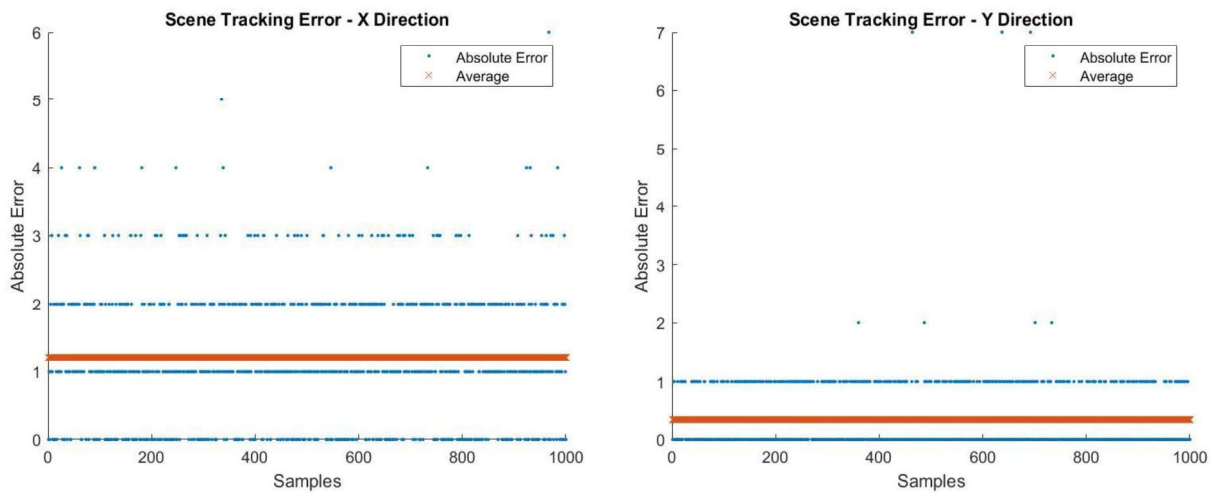 Scene Tracking Error - X Direction
Absolute Error
Average
6
5
4
3
2
1
0
Absolute Error
0 200 400 600 800 1000
Samples
Scene Tracking Error - Y Direction
Absolute Error
Average
7
6
5
4
3
2
1
0
Absolute Error
0 200 400 600 800 1000
Samples